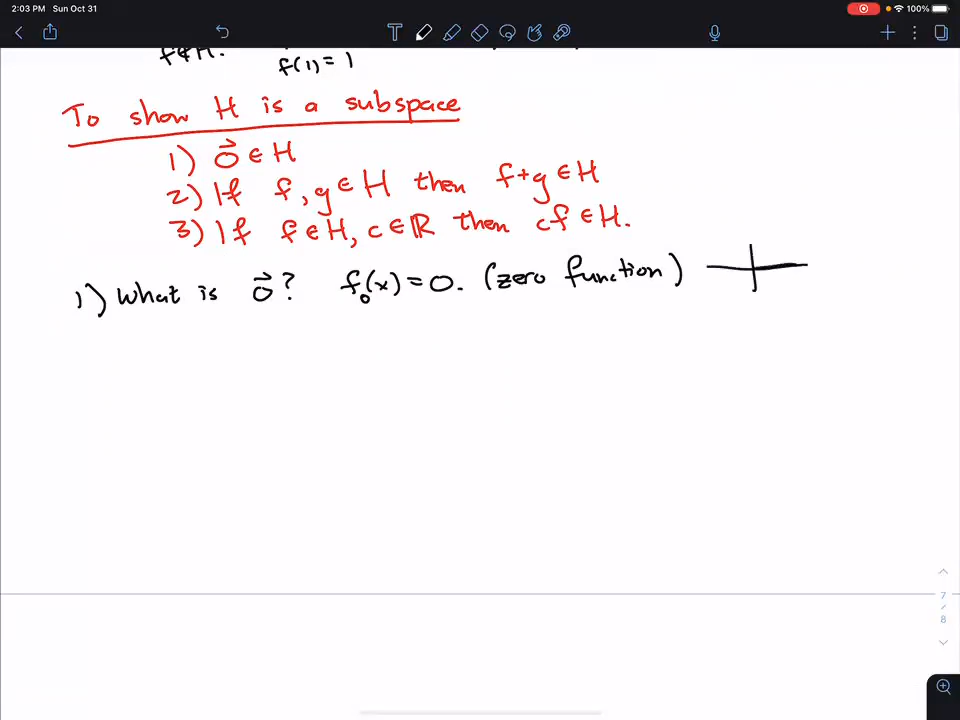 2:03 PM Sun Oct 31
100%
T
f∉H.
f(1) = 1
To show H is a subspace
1) 0⃗ ∈ H
2) If f, g ∈ H then f+g ∈ H
3) If f ∈ H, c ∈ ℝ then cf ∈ H.
1) What is 0⃗? f₀(x) = 0. (zero function)
7
/
8